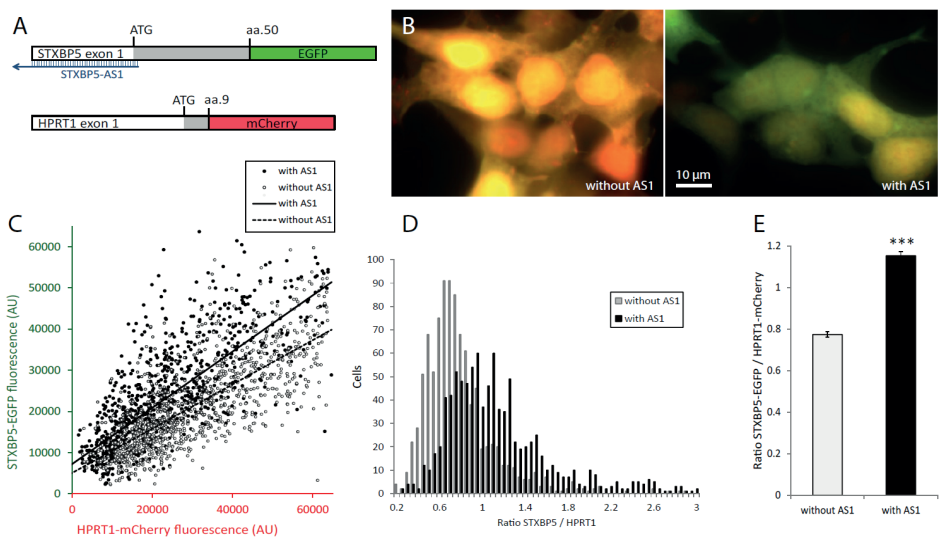 A
ATG
aa.50
STXBP5 exon 1
EGFP
STXBP5-AS1
ATG
aa.9
HPRT1 exon 1
mCherry
B
without AS1
10 µm
with AS1
C
with AS1
without AS1
with AS1
without AS1
STXBP5-EGFP fluorescence (AU)
60000
50000
40000
30000
20000
10000
0
0
20000
40000
60000
HPRT1-mCherry fluorescence (AU)
D
Cells
100
90
80
70
60
50
40
30
20
10
0
without AS1
with AS1
0.2
0.6
1
1.4
1.8
2.2
2.6
3
Ratio STXBP5 / HPRT1
E
Ratio STXBP5-EGFP / HPRT1-mCherry
1.2
1
0.8
0.6
0.4
0.2
0
***
without AS1
with AS1